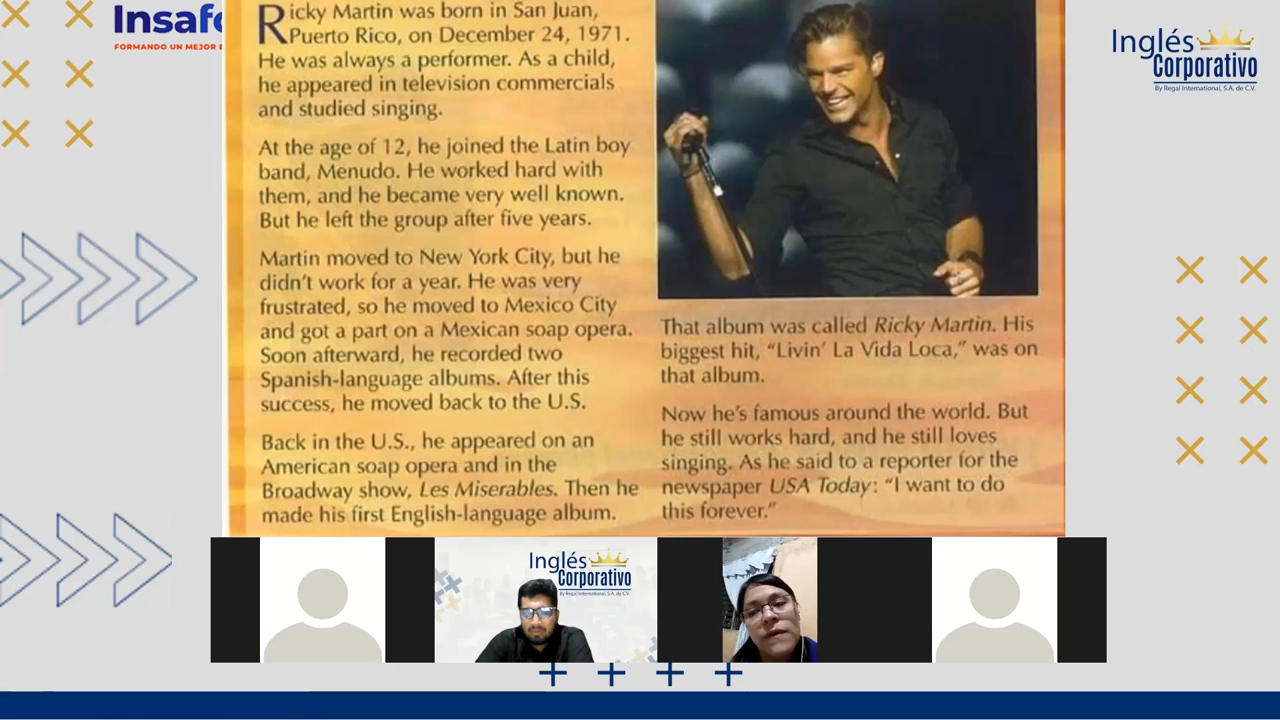 Insafo
FORMANDO UN MEJOR
Ricky Martin was born in San Juan,
Puerto Rico, on December 24, 1971.
He was always a performer. As a child,
he appeared in television commercials
and studied singing.
At the age of 12, he joined the Latin boy
band, Menudo. He worked hard with
them, and he became very well known.
But he left the group after five years.
Martin moved to New York City, but he
didn't work for a year. He was very
frustrated, so he moved to Mexico City
and got a part on a Mexican soap opera.
Soon afterward, he recorded two
Spanish-language albums. After this
success, he moved back to the U.S.
Back in the U.S., he appeared on an
American soap opera and in the
Broadway show, Les Miserables. Then he
made his first English-language album.
That album was called Ricky Martin. His
biggest hit, “Livin’ La Vida Loca,” was on
that album.
Now he's famous around the world. But
he still works hard, and he still loves
singing. As he said to a reporter for the
newspaper USA Today: “I want to do
this forever.”
Inglés
Corporativo
By Regal International, S.A. de C.V.
Inglés
Corporativo
By Regal International, S.A. de C.V.